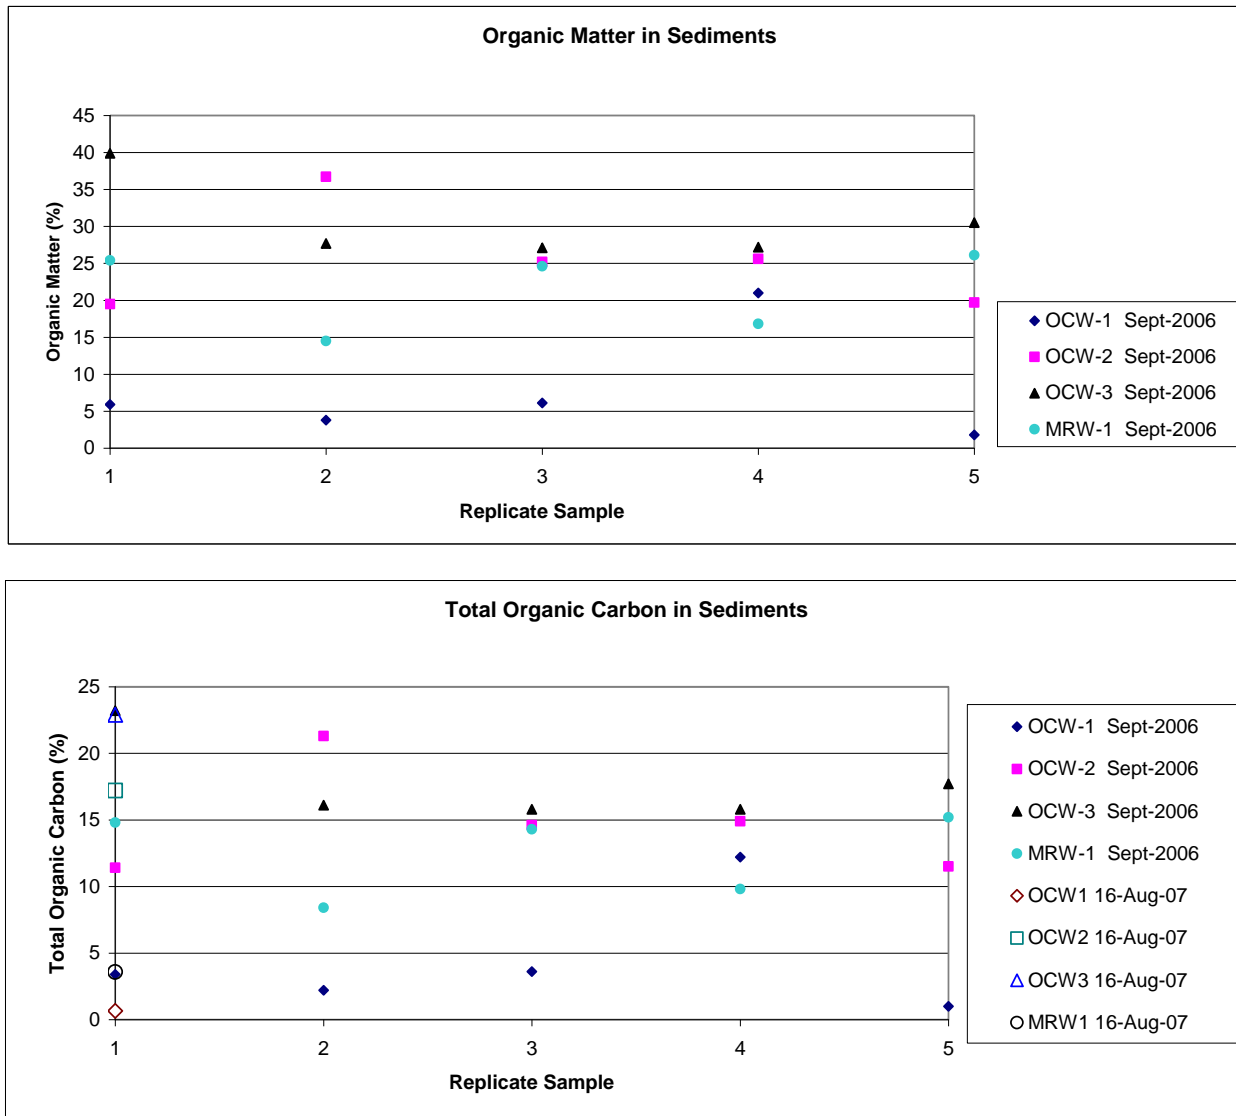 Organic Matter in Sediments
45
40
35
30
25
20
15
10
5
0
Organic Matter (%)
1 2 3 4 5
Replicate Sample
OCW-1 Sept-2006
OCW-2 Sept-2006
OCW-3 Sept-2006
MRW-1 Sept-2006
Total Organic Carbon in Sediments
25
20
15
10
5
0
Total Organic Carbon (%)
1 2 3 4 5
Replicate Sample
OCW-1 Sept-2006
OCW-2 Sept-2006
OCW-3 Sept-2006
MRW-1 Sept-2006
OCW1 16-Aug-07
OCW2 16-Aug-07
OCW3 16-Aug-07
MRW1 16-Aug-07